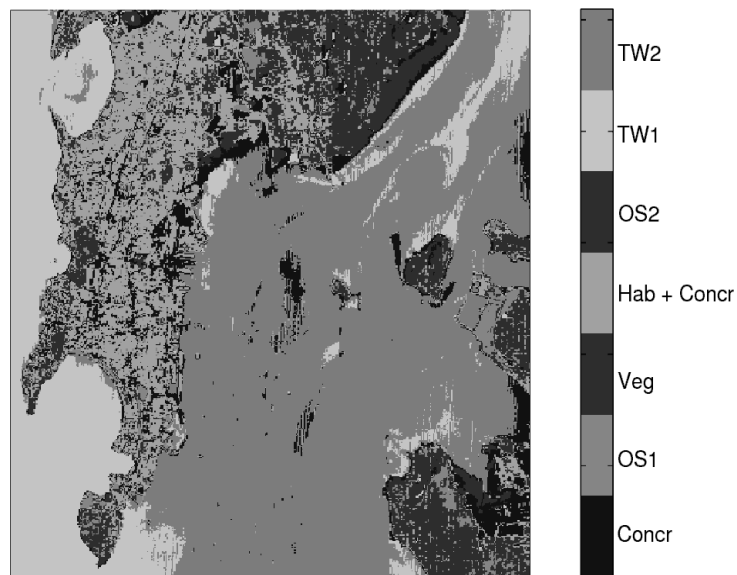 TW2
TW1
OS2
Hab + Concr
Veg
OS1
Concr